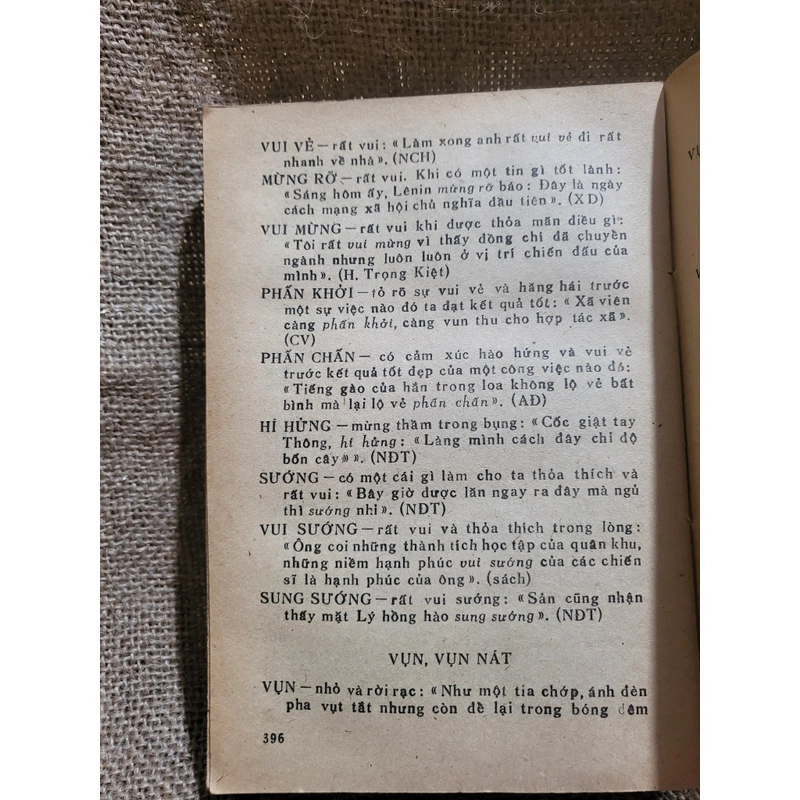 VUI VẺ — rất vui: « Làm xong anh rất vui vẻ đi rất
nhanh về nhà ». (NCH)
MỪNG RỠ — rất vui. Khi có một tin gì tốt lành:
« Sáng hôm ấy, Lênin mừng rỡ báo: Đây là ngày
cách mạng xã hội chủ nghĩa đầu tiên ». (XD)
VUI MỪNG — rất vui khi được thỏa mãn điều gì:
« Tôi rất vui mừng vì thấy đồng chí đã chuyển
ngành nhưng luôn luôn ở vị trí chiến đấu của
mình ». (H. Trọng Kiệt)
PHẤN KHỞI — tỏ rõ sự vui vẻ và hăng hái trước
một sự việc nào đó ta đạt kết quả tốt: « Xã viên
càng phấn khởi, càng vun thu cho hợp tác xã ».
(CV)
PHẤN CHẤN — có cảm xúc hào hứng và vui vẻ
trước kết quả tốt đẹp của một công việc nào đó:
« Tiếng gào của hắn trong loa không lộ vẻ bất
bình mà lại lộ vẻ phấn chấn ». (AĐ)
HÍ HỬNG — mừng thầm trong bụng: « Cốc giật tay
Thông, hí hửng: « Làng mình cách đây chỉ độ
bốn cây» ». (NĐT)
SƯỚNG — có một cái gì làm cho ta thỏa thích và
rất vui: « Bây giờ được lăn ngay ra đây mà ngủ
thì sướng nhỉ ». (NĐT)
VUI SƯỚNG — rất vui và thỏa thích trong lòng:
« Ông coi những thành tích học tập của quân khu,
những niềm hạnh phúc vui sướng của các chiến
sĩ là hạnh phúc của ông ». (sách)
SUNG SƯỚNG — rất vui sướng: « Sản cũng nhận
thấy mặt Lý hồng hào sung sướng ». (NĐT)
VỤN, VỤN NÁT
VỤN — nhỏ và rời rạc: « Như một tia chớp, ánh đèn
pha vụt tắt nhưng còn để lại trong bóng đêm
396